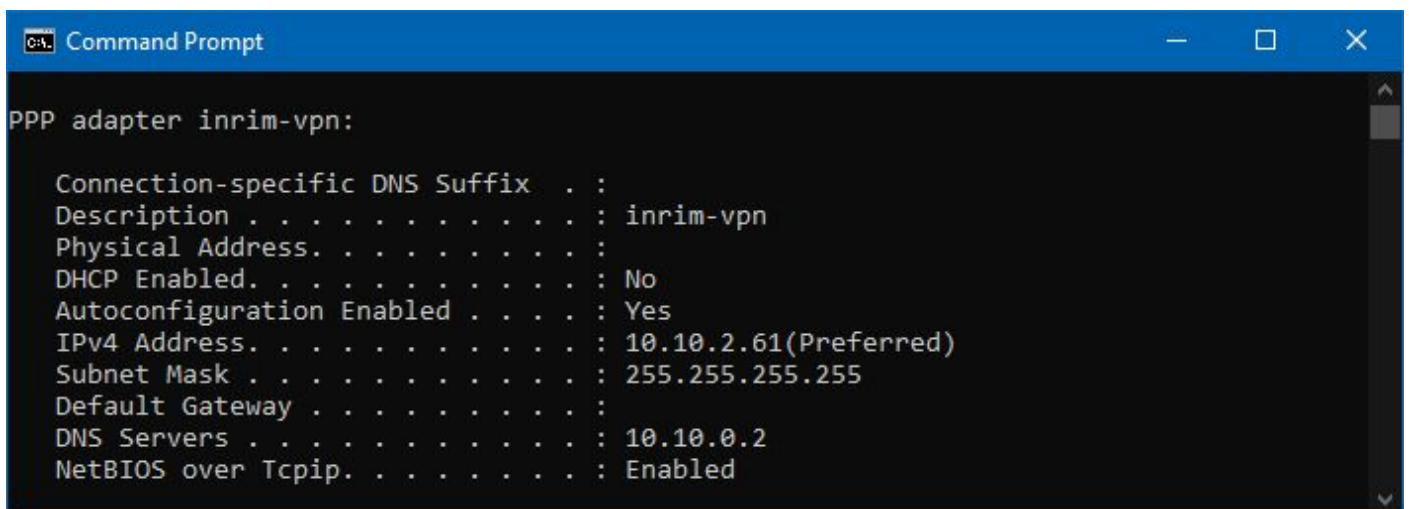 Command Prompt
PPP adapter inrim-vpn:
Connection-specific DNS Suffix  . :
Description . . . . . . . . . . . : inrim-vpn
Physical Address. . . . . . . . . :
DHCP Enabled. . . . . . . . . . . : No
Autoconfiguration Enabled . . . . : Yes
IPv4 Address. . . . . . . . . . . : 10.10.2.61(Preferred)
Subnet Mask . . . . . . . . . . . : 255.255.255.255
Default Gateway . . . . . . . . . :
DNS Servers . . . . . . . . . . . : 10.10.0.2
NetBIOS over Tcpip. . . . . . . . : Enabled